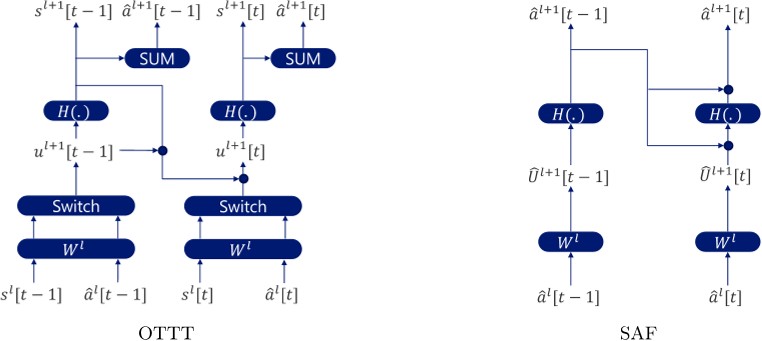 s^{l+1}[t−1] â^{l+1}[t−1] s^{l+1}[t] â^{l+1}[t] â^{l+1}[t−1] â^{l+1}[t]
SUM SUM
H(.) H(.) H(.) H(.)
u^{l+1}[t−1] u^{l+1}[t] Û^{l+1}[t−1] Û^{l+1}[t]
Switch Switch
W^l W^l W^l W^l
s^l[t−1] â^l[t−1] s^l[t] â^l[t] â^l[t−1] â^l[t]
OTTT SAF